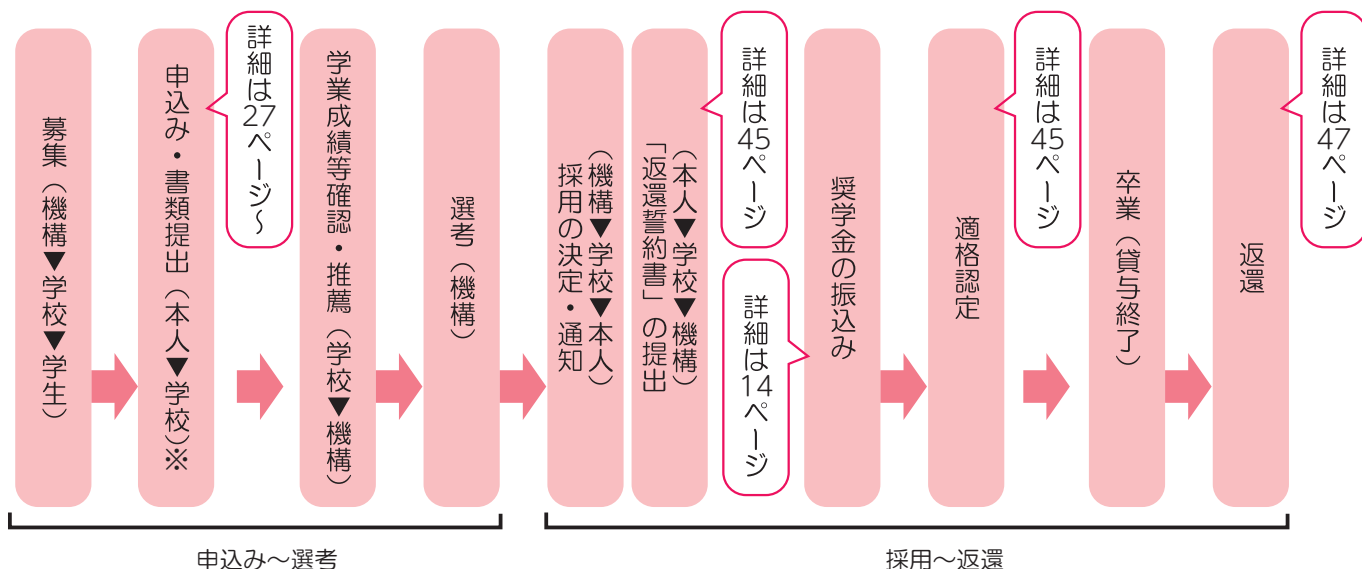 募集（機構▼学校▼学生）
申込み・書類提出（本人▼学校）※
詳細は27ページ～
学業成績等確認・推薦（学校▼機構）
選考（機構）
採用の決定・通知
（機構▼学校▼本人）
「返還誓約書」の提出
（本人▼学校▼機構）
詳細は45ページ
詳細は14ページ
奨学金の振込み
適格認定
詳細は45ページ
卒業（貸与終了）
返還
詳細は47ページ
申込み～選考
採用～返還